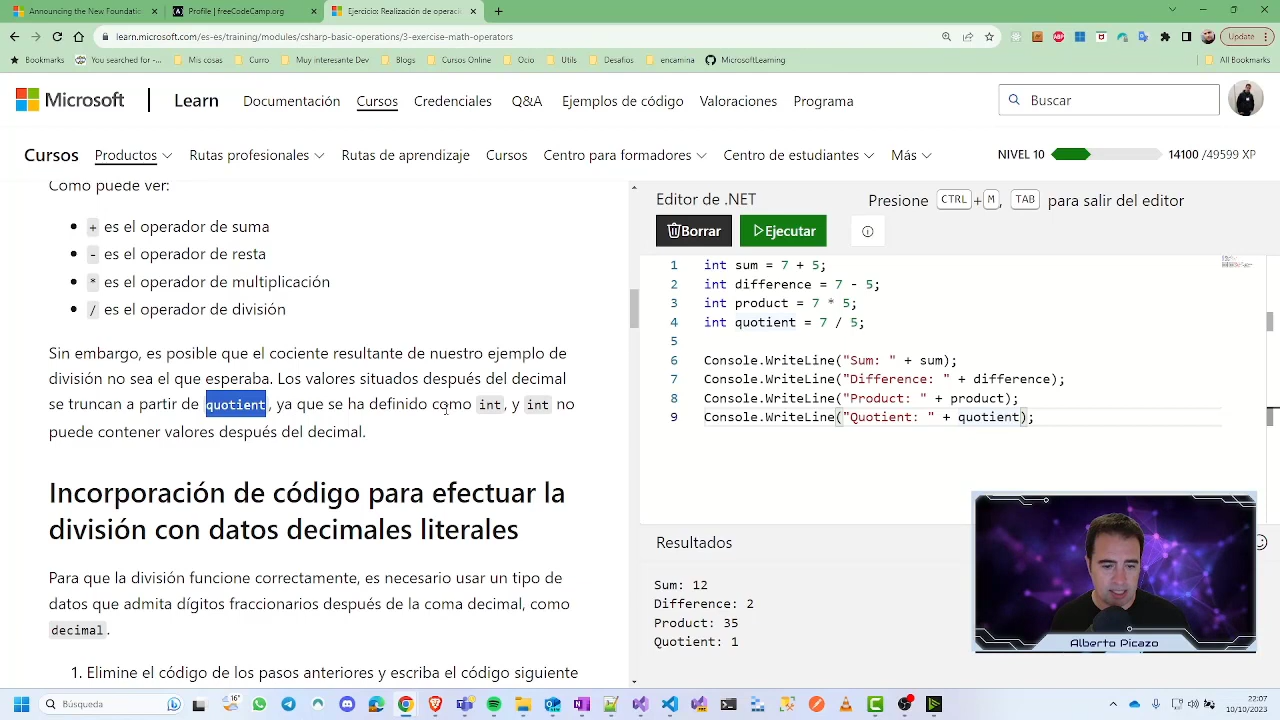 Announcing the New Foundatic
Profile | freeCodeCamp.org
Ejercicio: Realización de operaci
learn.microsoft.com/es-es/training/modules/csharp-basic-operations/3-exercise-math-operators
Update
Bookmarks
You searched for -...
Mis cosas
Curro
Muy interesante Dev
Blogs
Cursos Online
Ocio
Utils
Desafios
encamina
MicrosoftLearning
All Bookmarks
Microsoft
Learn
Documentación
Cursos
Credenciales
Q&A
Ejemplos de código
Valoraciones
Programa
Buscar
Cursos
Productos
Rutas profesionales
Rutas de aprendizaje
Cursos
Centro para formadores
Centro de estudiantes
Más
NIVEL 10
14100 /49599 XP
Como puede ver:
+ es el operador de suma
- es el operador de resta
* es el operador de multiplicación
/ es el operador de división
Sin embargo, es posible que el cociente resultante de nuestro ejemplo de
división no sea el que esperaba. Los valores situados después del decimal
se truncan a partir de quotient, ya que se ha definido como int, y int no
puede contener valores después del decimal.
Incorporación de código para efectuar la
división con datos decimales literales
Para que la división funcione correctamente, es necesario usar un tipo de
datos que admita dígitos fraccionarios después de la coma decimal, como
decimal.
1. Elimine el código de los pasos anteriores y escriba el código siguiente
Editor de .NET
Presione CTRL+M, TAB para salir del editor
Borrar
Ejecutar
1 int sum = 7 + 5;
2 int difference = 7 - 5;
3 int product = 7 * 5;
4 int quotient = 7 / 5;
5
6 Console.WriteLine("Sum: " + sum);
7 Console.WriteLine("Difference: " + difference);
8 Console.WriteLine("Product: " + product);
9 Console.WriteLine("Quotient: " + quotient);
Resultados
Sum: 12
Difference: 2
Product: 35
Quotient: 1
Alberto Picazo
Búsqueda
16°
22:07
10/10/2023